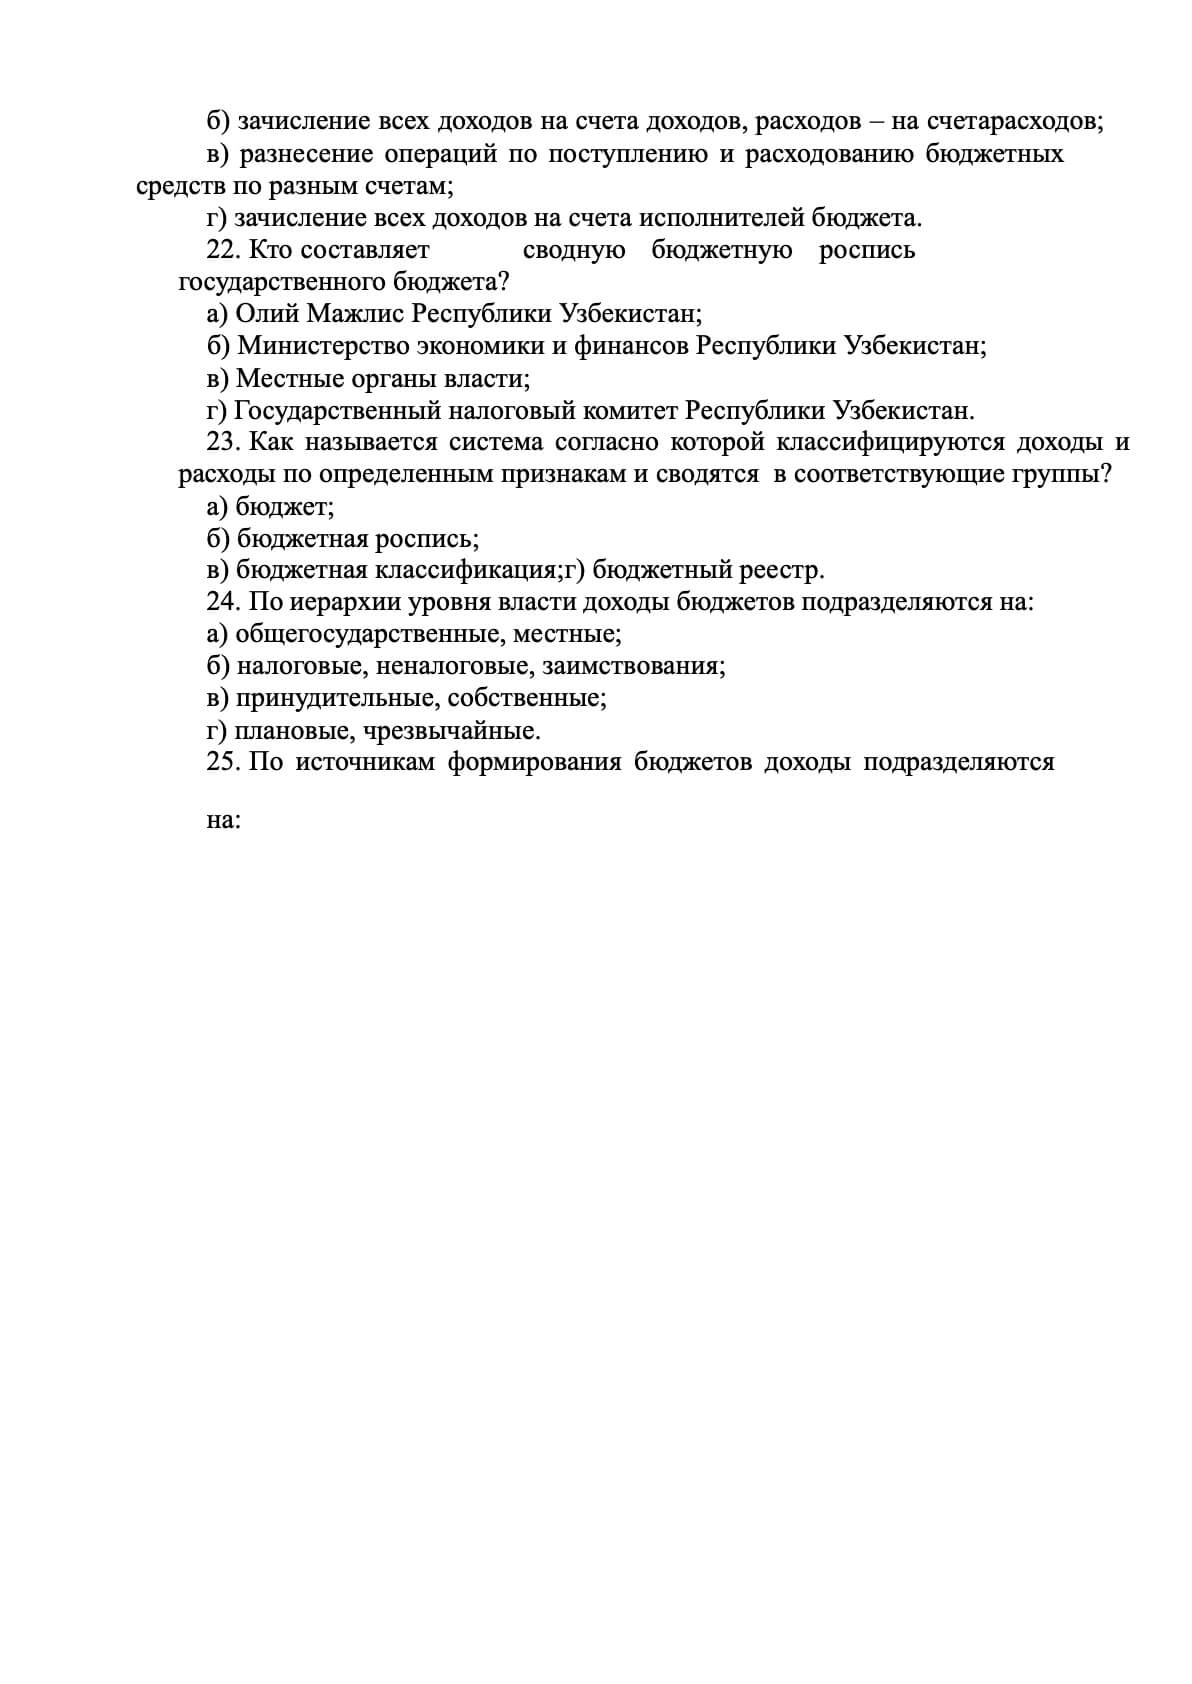 б) зачисление всех доходов на счета доходов, расходов – на счетарасходов;
в) разнесение операций по поступлению и расходованию бюджетных
средств по разным счетам;
г) зачисление всех доходов на счета исполнителей бюджета.
22. Кто составляет сводную бюджетную роспись
государственного бюджета?
а) Олий Мажлис Республики Узбекистан;
б) Министерство экономики и финансов Республики Узбекистан;
в) Местные органы власти;
г) Государственный налоговый комитет Республики Узбекистан.
23. Как называется система согласно которой классифицируются доходы и
расходы по определенным признакам и сводятся в соответствующие группы?
а) бюджет;
б) бюджетная роспись;
в) бюджетная классификация;г) бюджетный реестр.
24. По иерархии уровня власти доходы бюджетов подразделяются на:
а) общегосударственные, местные;
б) налоговые, неналоговые, заимствования;
в) принудительные, собственные;
г) плановые, чрезвычайные.
25. По источникам формирования бюджетов доходы подразделяются
на: